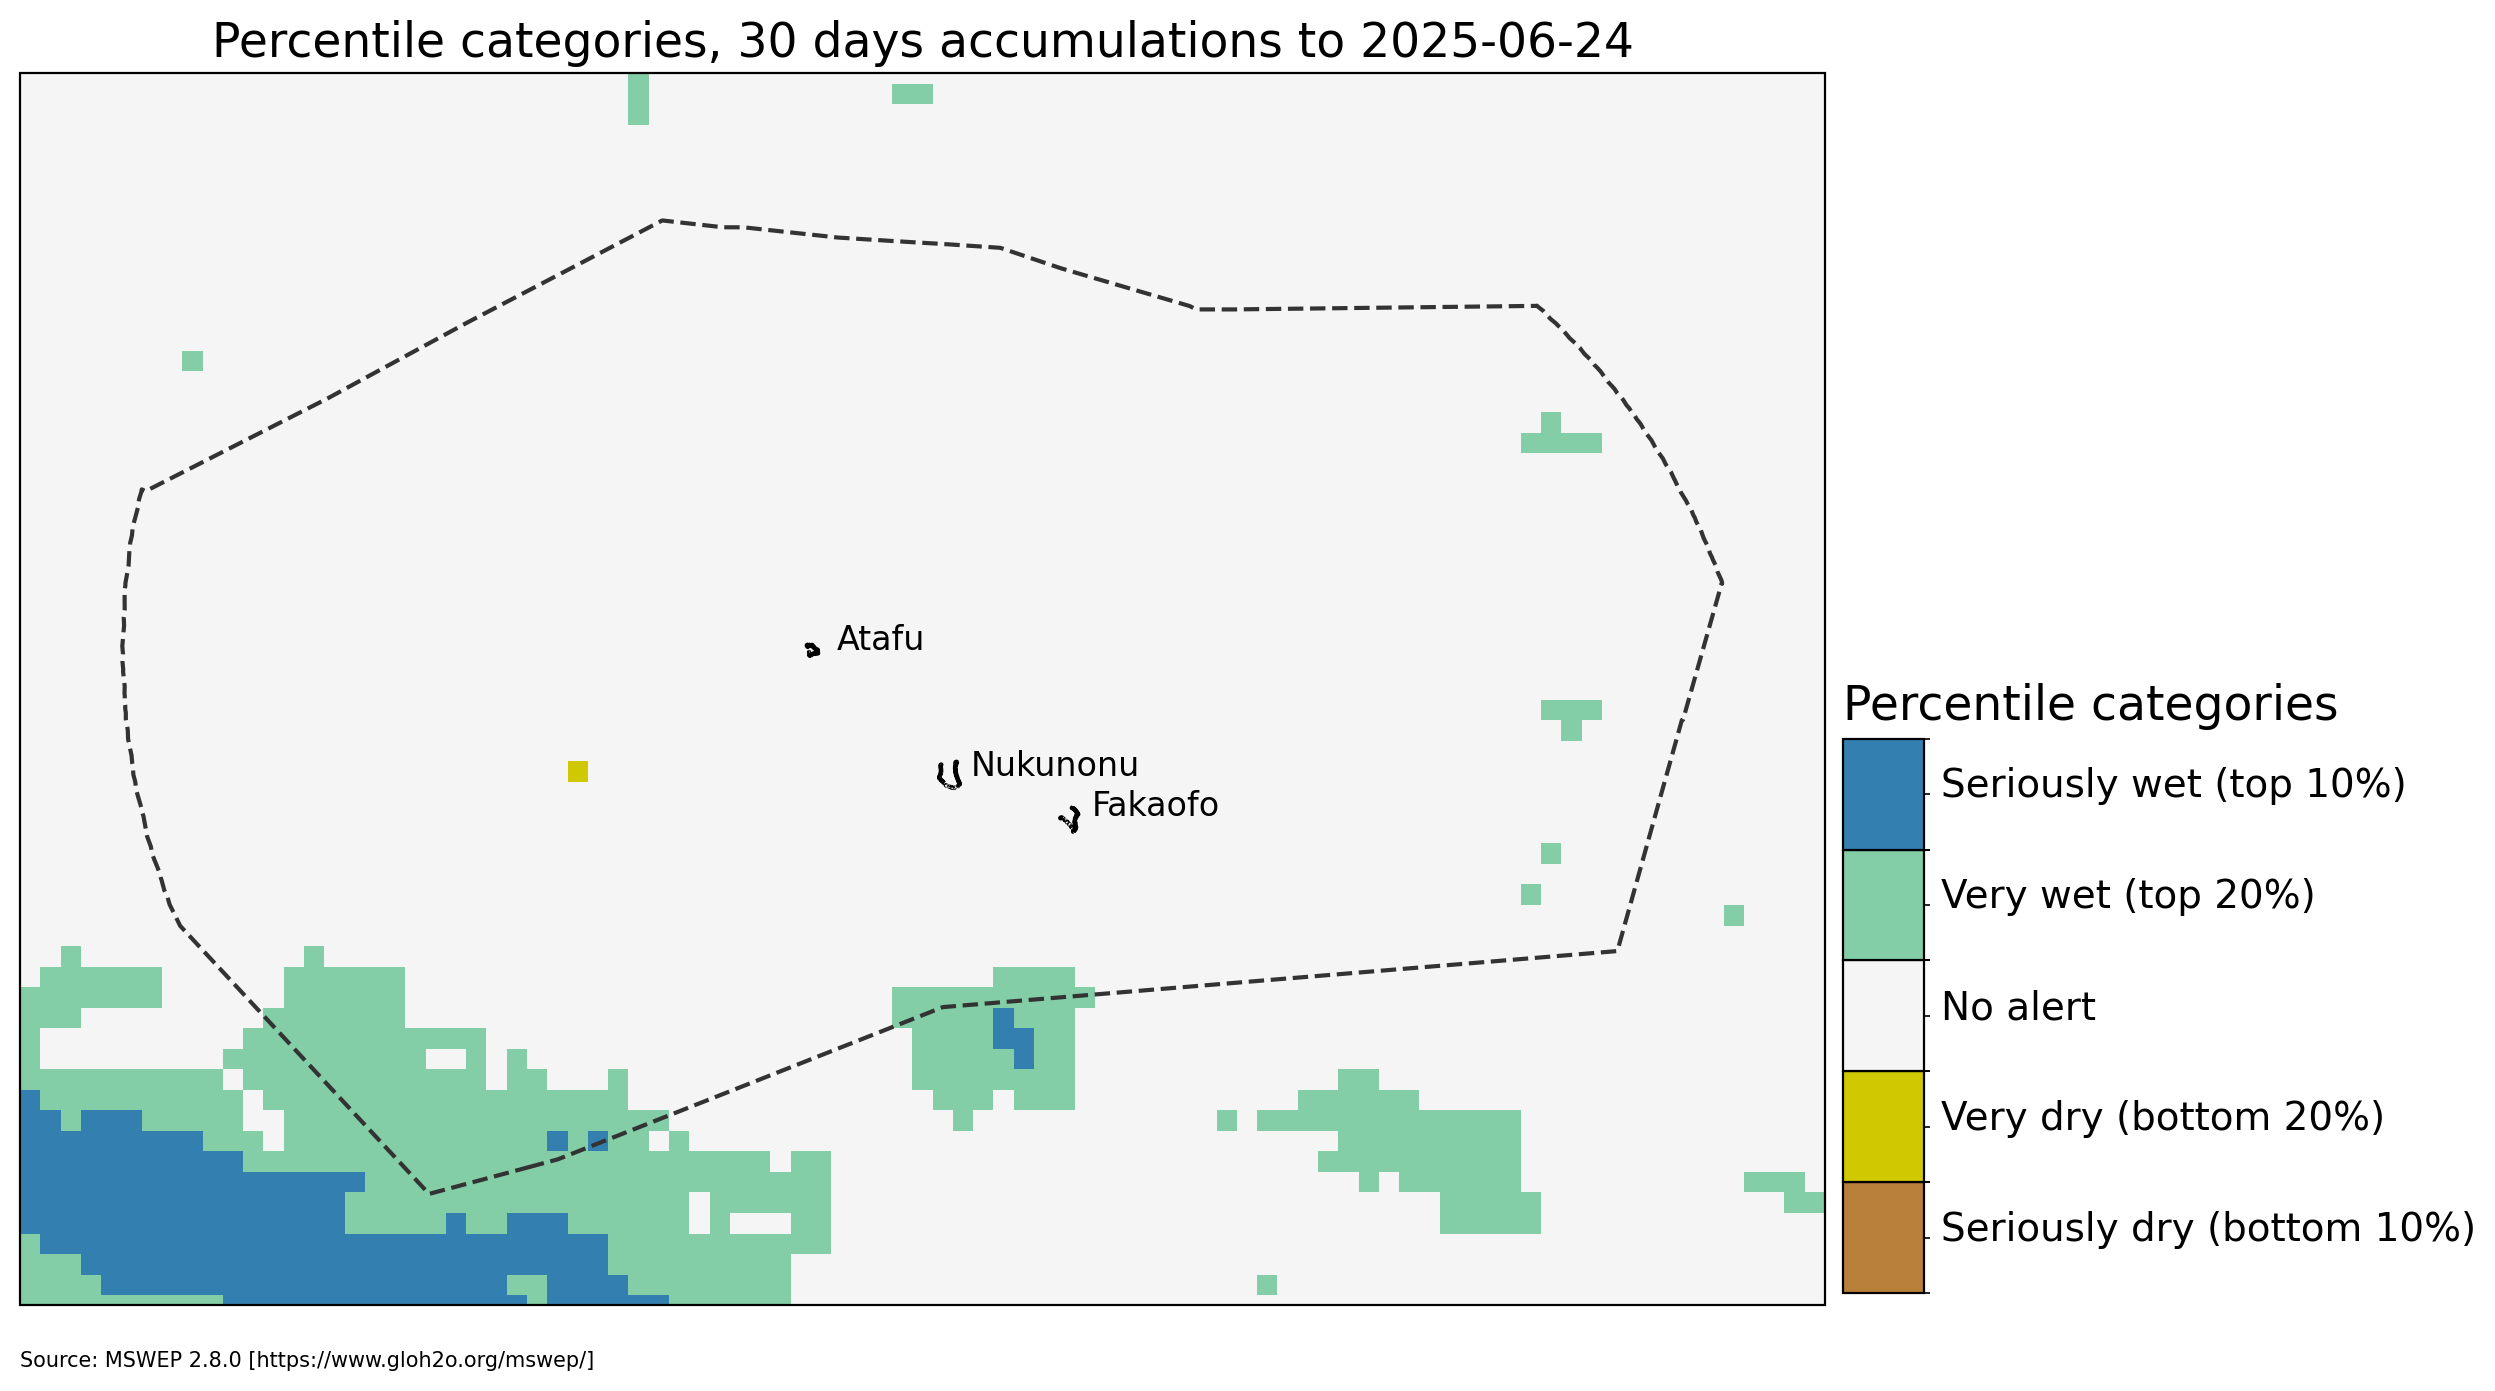 Percentile categories, 30 days accumulations to 2025-06-24
Atafu
Nukunonu
Fakaofo
Percentile categories
Seriously wet (top 10%)
Very wet (top 20%)
No alert
Very dry (bottom 20%)
Seriously dry (bottom 10%)
Source: MSWEP 2.8.0 [https://www.gloh2o.org/mswep/]